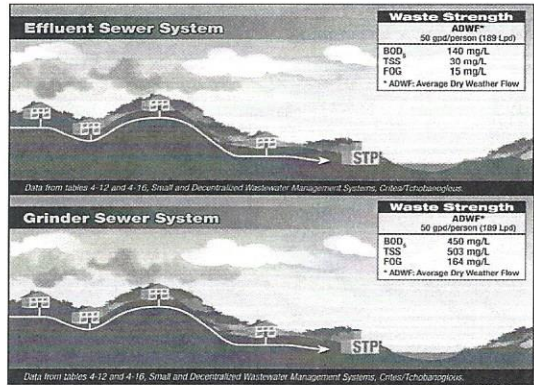 Effluent Sewer System
Waste Strength
ADWF*
50 gpd/person (189 Lpd)
BOD5 140 mg/L
TSS 30 mg/L
FOG 15 mg/L
* ADWF: Average Dry Weather Flow
STP
Data from tables 4-12 and 4-16, Small and Decentralized Wastewater Management Systems, Crites/Tchobanoglous.
Grinder Sewer System
Waste Strength
ADWF*
50 gpd/person (189 Lpd)
BOD5 450 mg/L
TSS 503 mg/L
FOG 164 mg/L
* ADWF: Average Dry Weather Flow
STP
Data from tables 4-12 and 4-16, Small and Decentralized Wastewater Management Systems, Crites/Tchobanoglous.